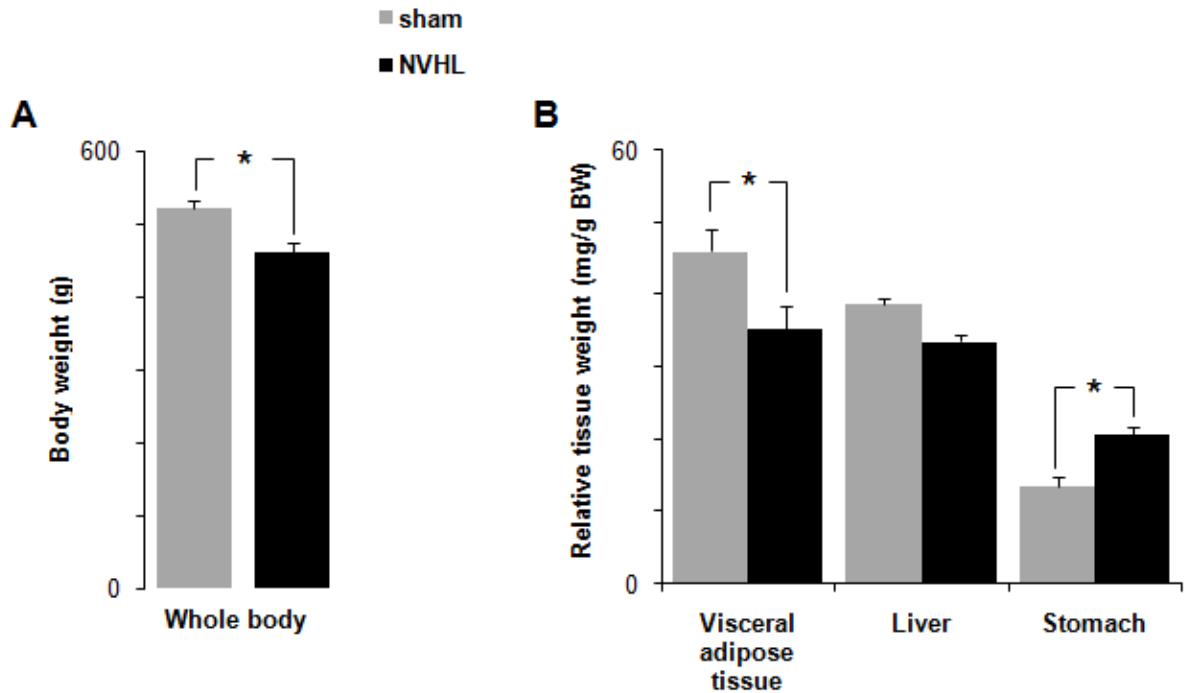 sham
NVHL
A
600
*
Body weight (g)
0
Whole body
B
60
*
*
Relative tissue weight (mg/g BW)
0
Visceral
adipose
tissue
Liver
Stomach